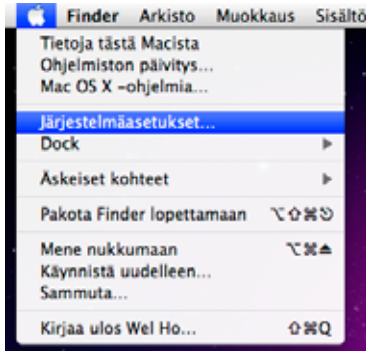 Finder Arkisto Muokkaus Sisältö
Tietoja tästä Macista
Ohjelmiston päivitys...
Mac OS X -ohjelmia...
Järjestelmäasetukset...
Dock
Äskeiset kohteet
Pakota Finder lopettamaan ⌥⇧⌘⎋
Mene nukkumaan ⌥⌘⏏
Käynnistä uudelleen...
Sammuta...
Kirjaa ulos Wel Ho... ⇧⌘Q